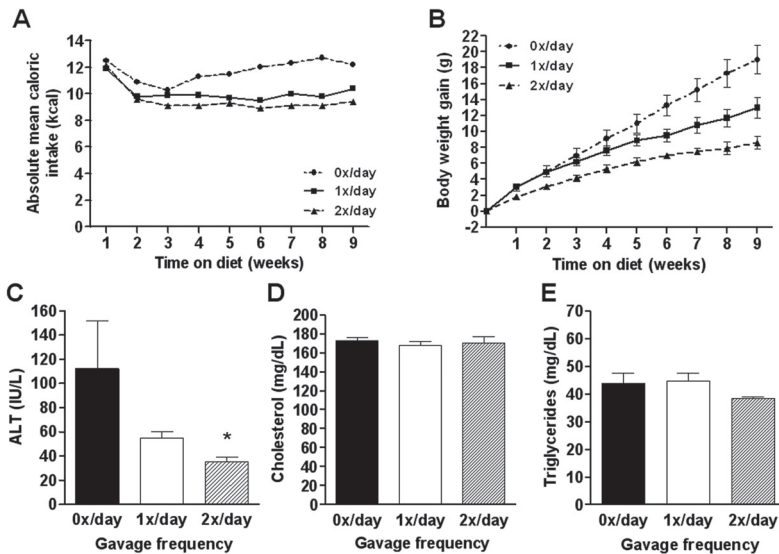 A
Absolute mean caloric
intake (kcal)
14
12
10
8
6
4
2
0
0x/day
1x/day
2x/day
1 2 3 4 5 6 7 8 9
Time on diet (weeks)
B
Body weight gain (g)
22
20
18
16
14
12
10
8
6
4
2
0
-2
0x/day
1x/day
2x/day
1 2 3 4 5 6 7 8 9
Time on diet (weeks)
C
ALT (IU/L)
160
140
120
100
80
60
40
20
0
*
0x/day 1x/day 2x/day
Gavage frequency
D
Cholesterol (mg/dL)
200
180
160
140
120
100
80
60
40
20
0
0x/day 1x/day 2x/day
Gavage frequency
E
Triglycerides (mg/dL)
70
60
50
40
30
20
10
0
0x/day 1x/day 2x/day
Gavage frequency